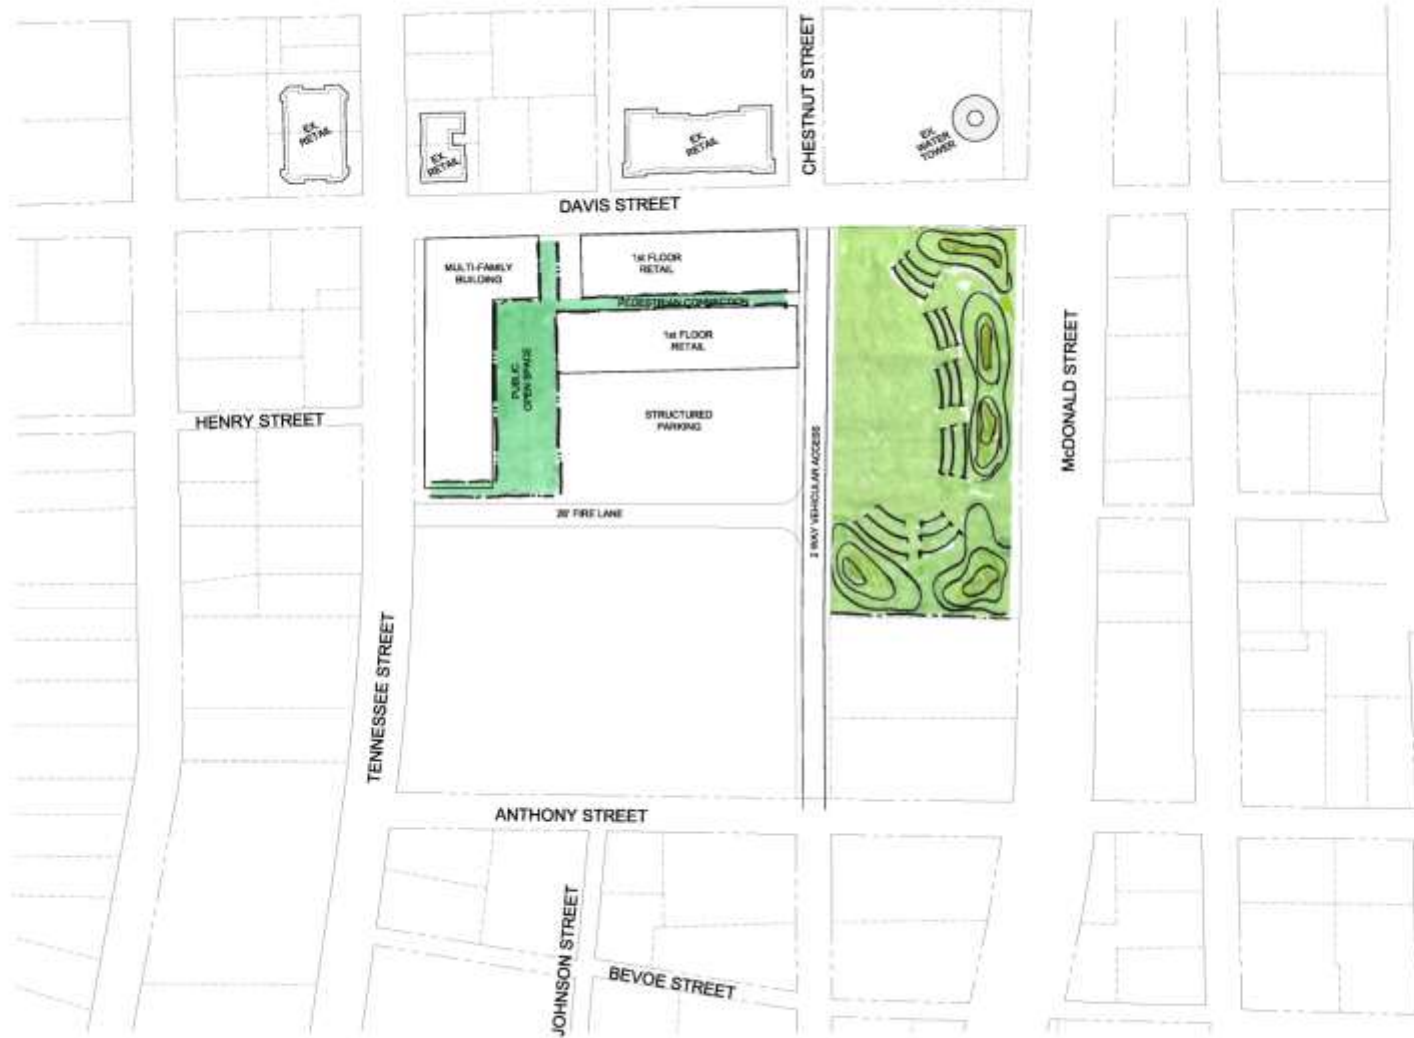 CHESTNUT STREET
EX.
RETAIL
EX.
RETAIL
EX.
RETAIL
EX.
WATER
TOWER
DAVIS STREET
MULTI-FAMILY
BUILDING
1st FLOOR
RETAIL
PEDESTRIAN CONNECTION
1st FLOOR
RETAIL
PUBLIC
OPEN SPACE
STRUCTURED
PARKING
HENRY STREET
McDONALD STREET
2 WAY VEHICULAR ACCESS
26' FIRE LANE
TENNESSEE STREET
ANTHONY STREET
JOHNSON STREET
BEVOE STREET